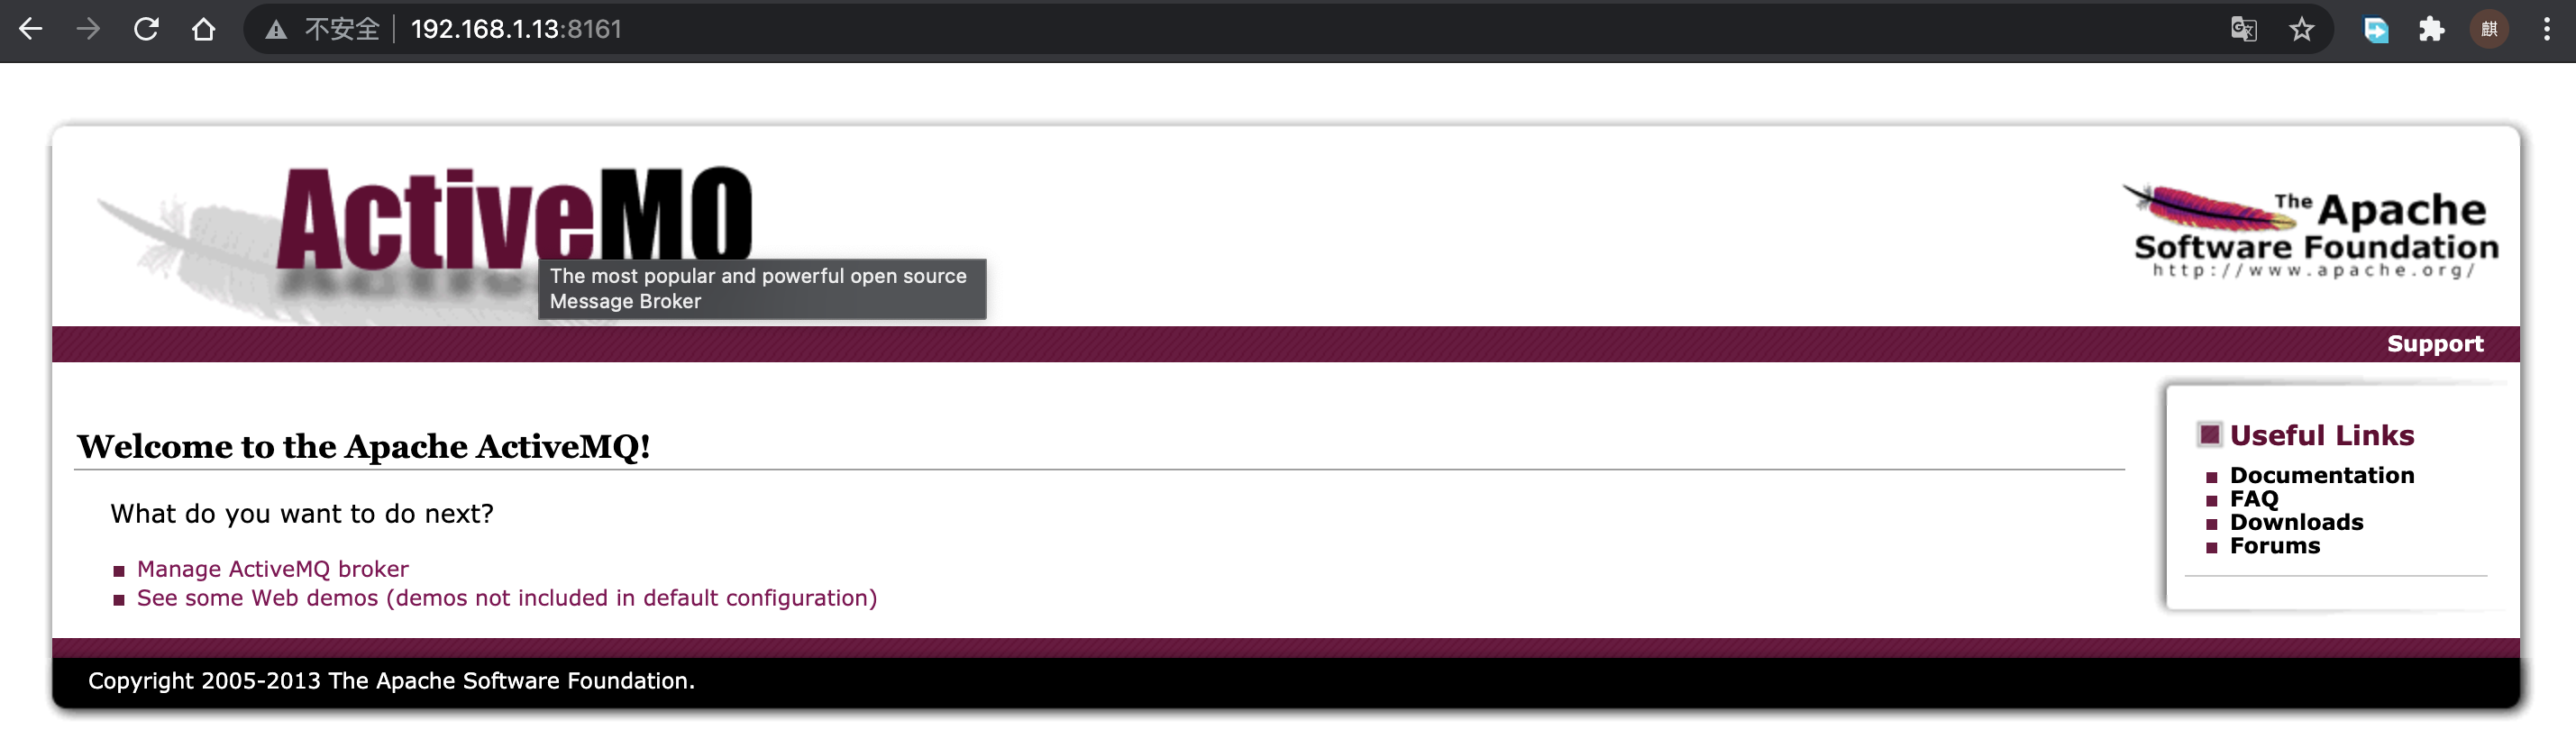 不安全 192.168.1.13:8161
麒
ActiveMQ
The most popular and powerful open source
Message Broker
The Apache
Software Foundation
http://www.apache.org/
Support
Welcome to the Apache ActiveMQ!
What do you want to do next?
Manage ActiveMQ broker
See some Web demos (demos not included in default configuration)
Useful Links
Documentation
FAQ
Downloads
Forums
Copyright 2005-2013 The Apache Software Foundation.